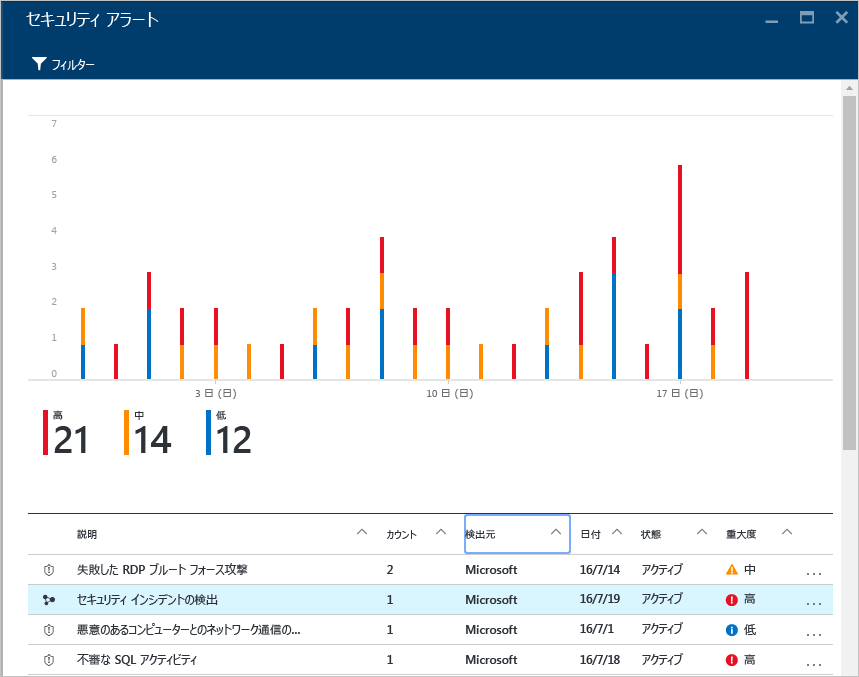 セキュリティ アラート
フィルター
7
6
5
4
3
2
1
0
3 日 (日) 10 日 (日) 17 日 (日)
高 中 低
21 14 12
説明 カウント 検出元 日付 状態 重大度
失敗した RDP ブルート フォース攻撃 2 Microsoft 16/7/14 アクティブ 中 ...
セキュリティ インシデントの検出 1 Microsoft 16/7/19 アクティブ 高 ...
悪意のあるコンピューターとのネットワーク通信の... 1 Microsoft 16/7/1 アクティブ 低 ...
不審な SQL アクティビティ 1 Microsoft 16/7/18 アクティブ 高 ...